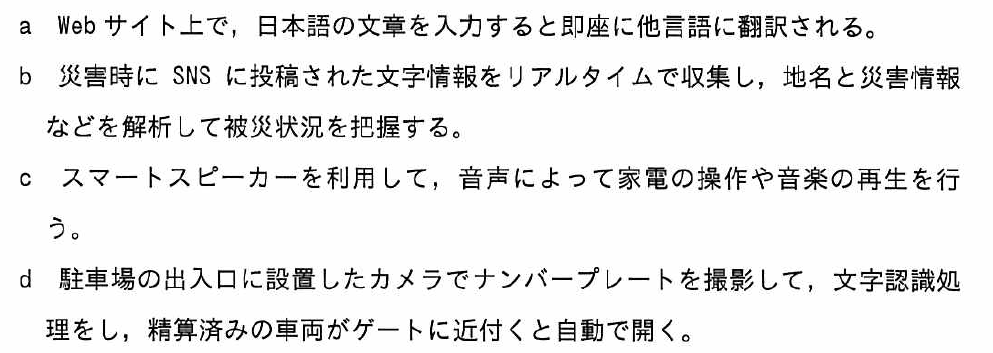 a　Web サイト上で，日本語の文章を入力すると即座に他言語に翻訳される。
b　災害時に SNS に投稿された文字情報をリアルタイムで収集し，地名と災害情報
などを解析して被災状況を把握する。
c　スマートスピーカーを利用して，音声によって家電の操作や音楽の再生を行
う。
d　駐車場の出入口に設置したカメラでナンバープレートを撮影して，文字認識処
理をし，精算済みの車両がゲートに近付くと自動で開く。